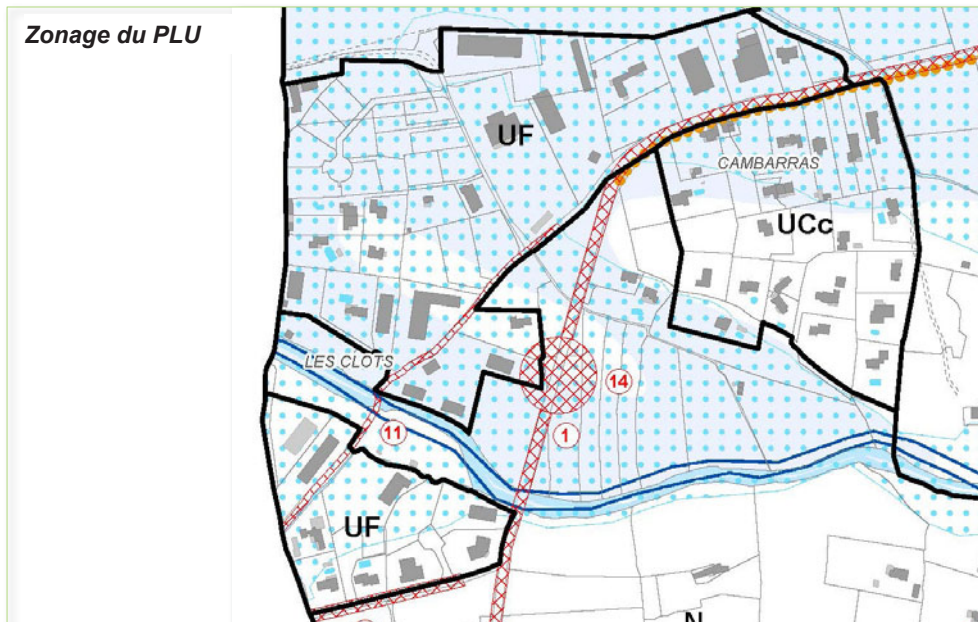 Zonage du PLU
UF
CAMBARRAS
UCc
LES CLOTS
14
11
1
UF
N